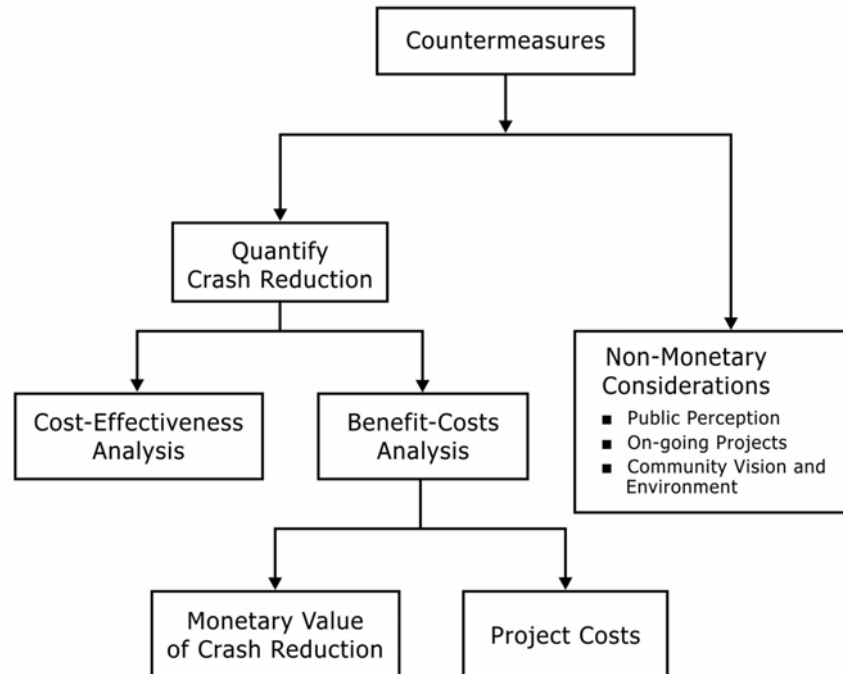 Countermeasures
Quantify
Crash Reduction
Non-Monetary
Considerations
■ Public Perception
■ On-going Projects
■ Community Vision and
Environment
Cost-Effectiveness
Analysis
Benefit-Costs
Analysis
Monetary Value
of Crash Reduction
Project Costs